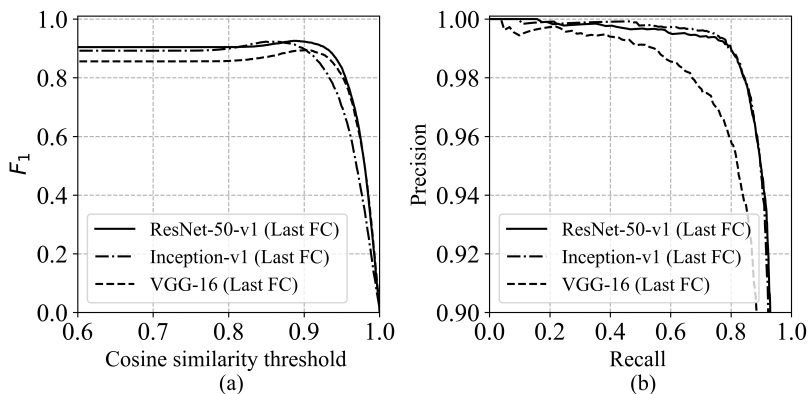 1.0
0.8
0.6
0.4
0.2
0.0
F₁
ResNet-50-v1 (Last FC)
Inception-v1 (Last FC)
VGG-16 (Last FC)
0.6 0.7 0.8 0.9 1.0
Cosine similarity threshold
(a)
1.00
0.98
0.96
0.94
0.92
0.90
Precision
ResNet-50-v1 (Last FC)
Inception-v1 (Last FC)
VGG-16 (Last FC)
0.0 0.2 0.4 0.6 0.8 1.0
Recall
(b)